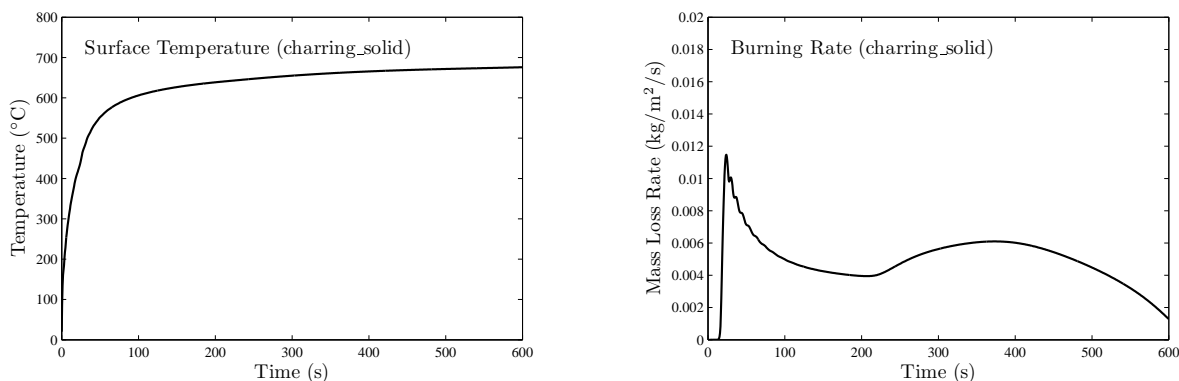 Surface Temperature (charring_solid)
Temperature (°C)
800
700
600
500
400
300
200
100
0
0 100 200 300 400 500 600
Time (s)
Burning Rate (charring_solid)
Mass Loss Rate (kg/m²/s)
0.02
0.018
0.016
0.014
0.012
0.01
0.008
0.006
0.004
0.002
0
0 100 200 300 400 500 600
Time (s)